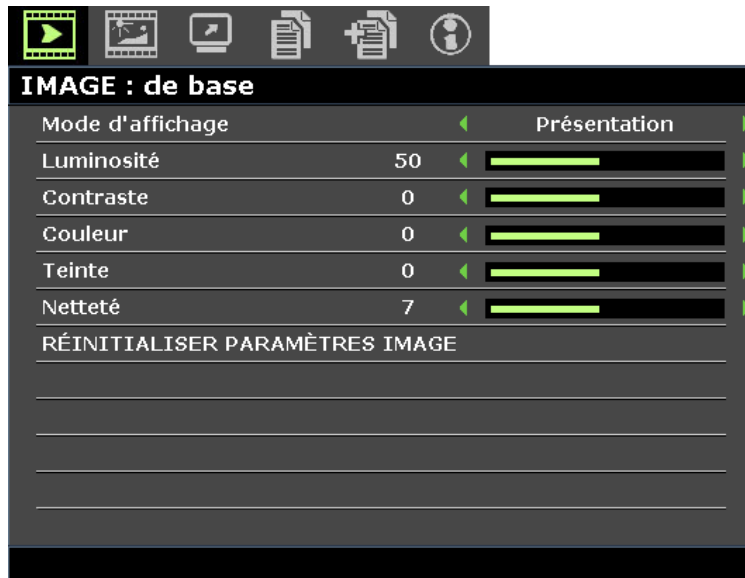 IMAGE : de base
Mode d'affichage Présentation
Luminosité 50
Contraste 0
Couleur 0
Teinte 0
Netteté 7
RÉINITIALISER PARAMÈTRES IMAGE